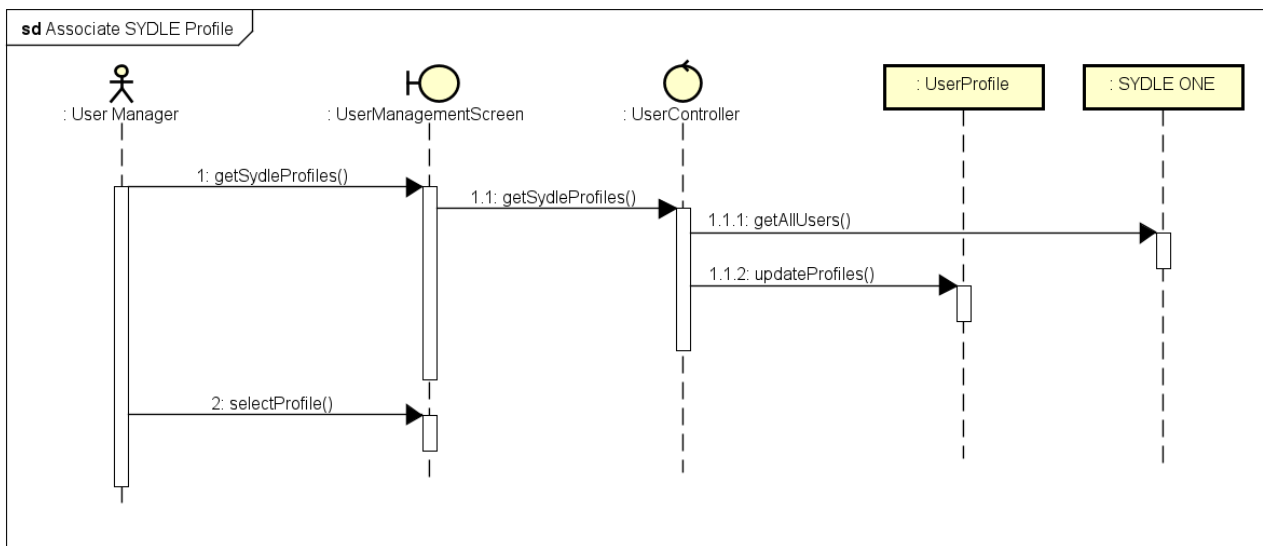 sd Associate SYDLE Profile
: User Manager
: UserManagementScreen
: UserController
: UserProfile
: SYDLE ONE
1: getSydleProfiles()
1.1: getSydleProfiles()
1.1.1: getAllUsers()
1.1.2: updateProfiles()
2: selectProfile()